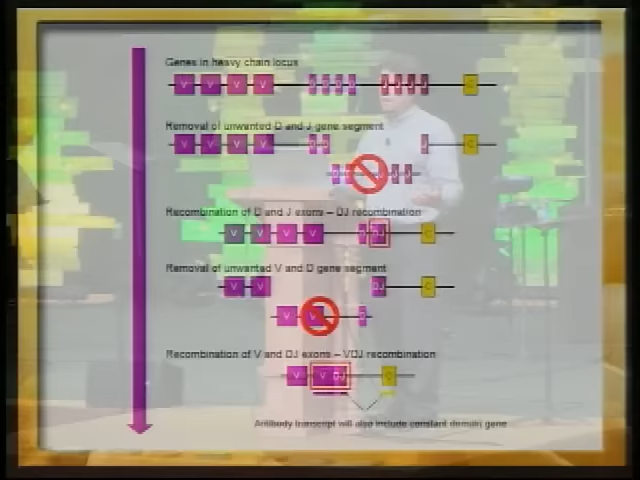 Genes in heavy chain locus
V V V V D D D D J J J J C
Removal of unwanted D and J gene segment
V V V V D D J C
Recombination of D and J exons – DJ recombination
V V V V D DJ C
Removal of unwanted V and D gene segment
V V DJ C
V V D
Recombination of V and DJ exons – VDJ recombination
V V DJ C
Antibody transcript will also include constant domain gene